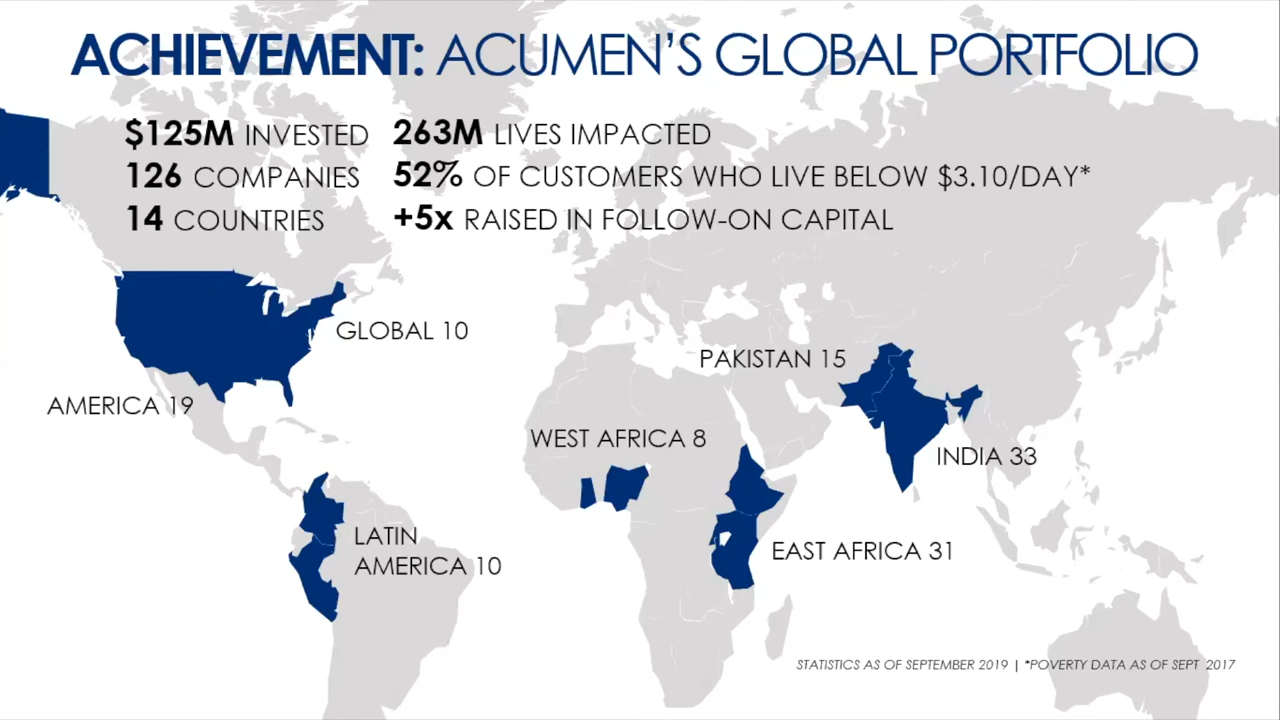 ACHIEVEMENT: ACUMEN'S GLOBAL PORTFOLIO
$125M INVESTED
126 COMPANIES
14 COUNTRIES
263M LIVES IMPACTED
52% OF CUSTOMERS WHO LIVE BELOW $3.10/DAY*
+5x RAISED IN FOLLOW-ON CAPITAL
GLOBAL 10
PAKISTAN 15
AMERICA 19
WEST AFRICA 8
INDIA 33
LATIN
AMERICA 10
EAST AFRICA 31
STATISTICS AS OF SEPTEMBER 2019 | *POVERTY DATA AS OF SEPT 2017